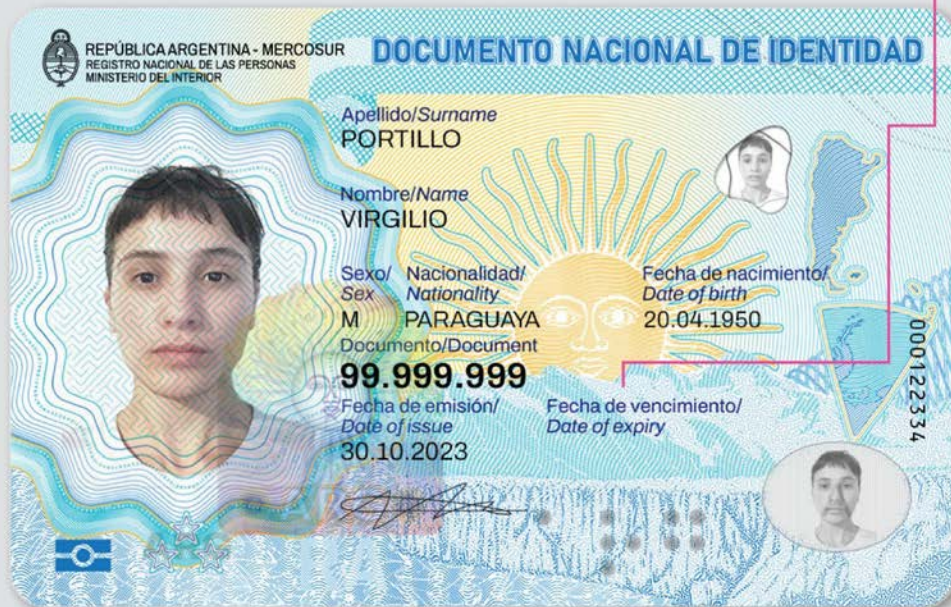 REPÚBLICA ARGENTINA - MERCOSUR
REGISTRO NACIONAL DE LAS PERSONAS
MINISTERIO DEL INTERIOR
DOCUMENTO NACIONAL DE IDENTIDAD
Apellido/Surname
PORTILLO
Nombre/Name
VIRGILIO
Sexo/ Nacionalidad/ Fecha de nacimiento/
Sex Nationality Date of birth
M PARAGUAYA 20.04.1950
Documento/Document
99.999.999
Fecha de emisión/ Fecha de vencimiento/
Date of issue Date of expiry
30.10.2023
000122334